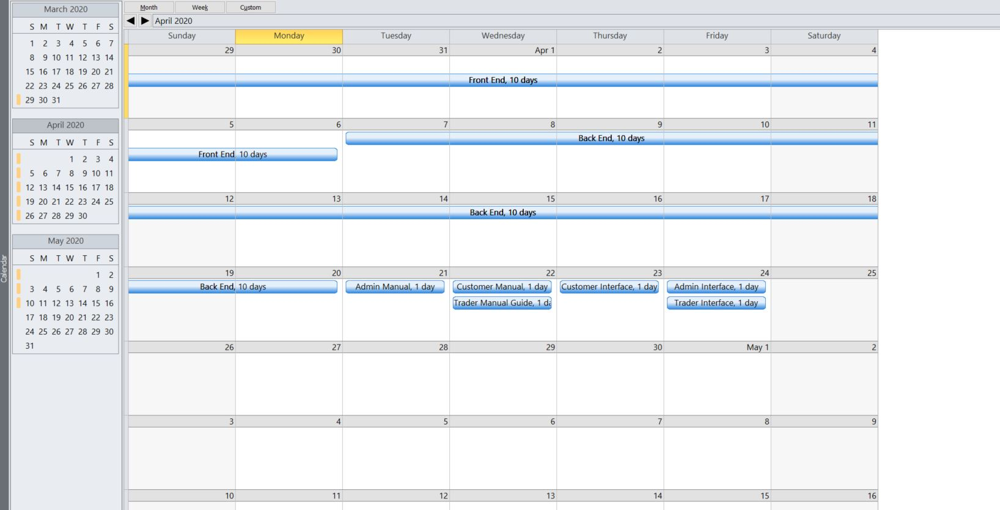 March 2020
S M T W T F S
1 2 3 4 5 6 7
8 9 10 11 12 13 14
15 16 17 18 19 20 21
22 23 24 25 26 27 28
29 30 31
April 2020
S M T W T F S
1 2 3 4
5 6 7 8 9 10 11
12 13 14 15 16 17 18
19 20 21 22 23 24 25
26 27 28 29 30
May 2020
S M T W T F S
1 2
3 4 5 6 7 8 9
10 11 12 13 14 15 16
17 18 19 20 21 22 23
24 25 26 27 28 29 30
31
Calendar
Month Week Custom
April 2020
Sunday Monday Tuesday Wednesday Thursday Friday Saturday
29 30 31 Apr 1 2 3 4
Front End, 10 days
5 6 7 8 9 10 11
Back End, 10 days
Front End, 10 days
12 13 14 15 16 17 18
Back End, 10 days
19 20 21 22 23 24 25
Back End, 10 days Admin Manual, 1 day Customer Manual, 1 day Customer Interface, 1 day Admin Interface, 1 day
Trader Manual Guide, 1 da Trader Interface, 1 day
26 27 28 29 30 May 1 2
3 4 5 6 7 8 9
10 11 12 13 14 15 16